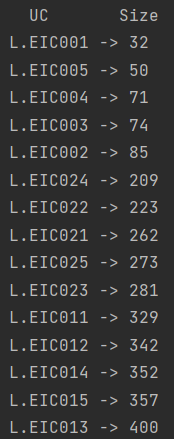 UC Size
L.EIC001 -> 32
L.EIC005 -> 50
L.EIC004 -> 71
L.EIC003 -> 74
L.EIC002 -> 85
L.EIC024 -> 209
L.EIC022 -> 223
L.EIC021 -> 262
L.EIC025 -> 273
L.EIC023 -> 281
L.EIC011 -> 329
L.EIC012 -> 342
L.EIC014 -> 352
L.EIC015 -> 357
L.EIC013 -> 400